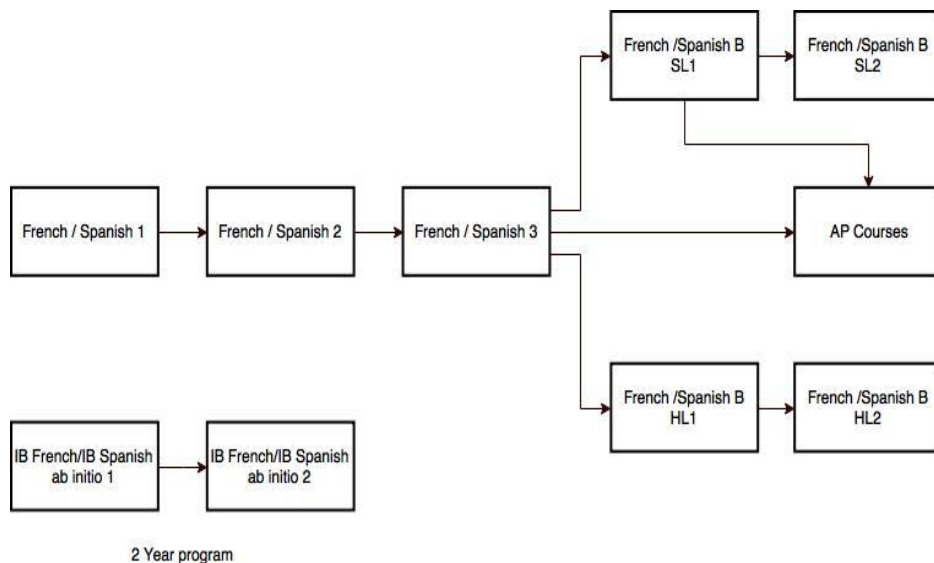 French /Spanish B
SL1
French /Spanish B
SL2
French / Spanish 1
French / Spanish 2
French / Spanish 3
AP Courses
French /Spanish B
HL1
French /Spanish B
HL2
IB French/IB Spanish
ab initio 1
IB French/IB Spanish
ab initio 2
2 Year program